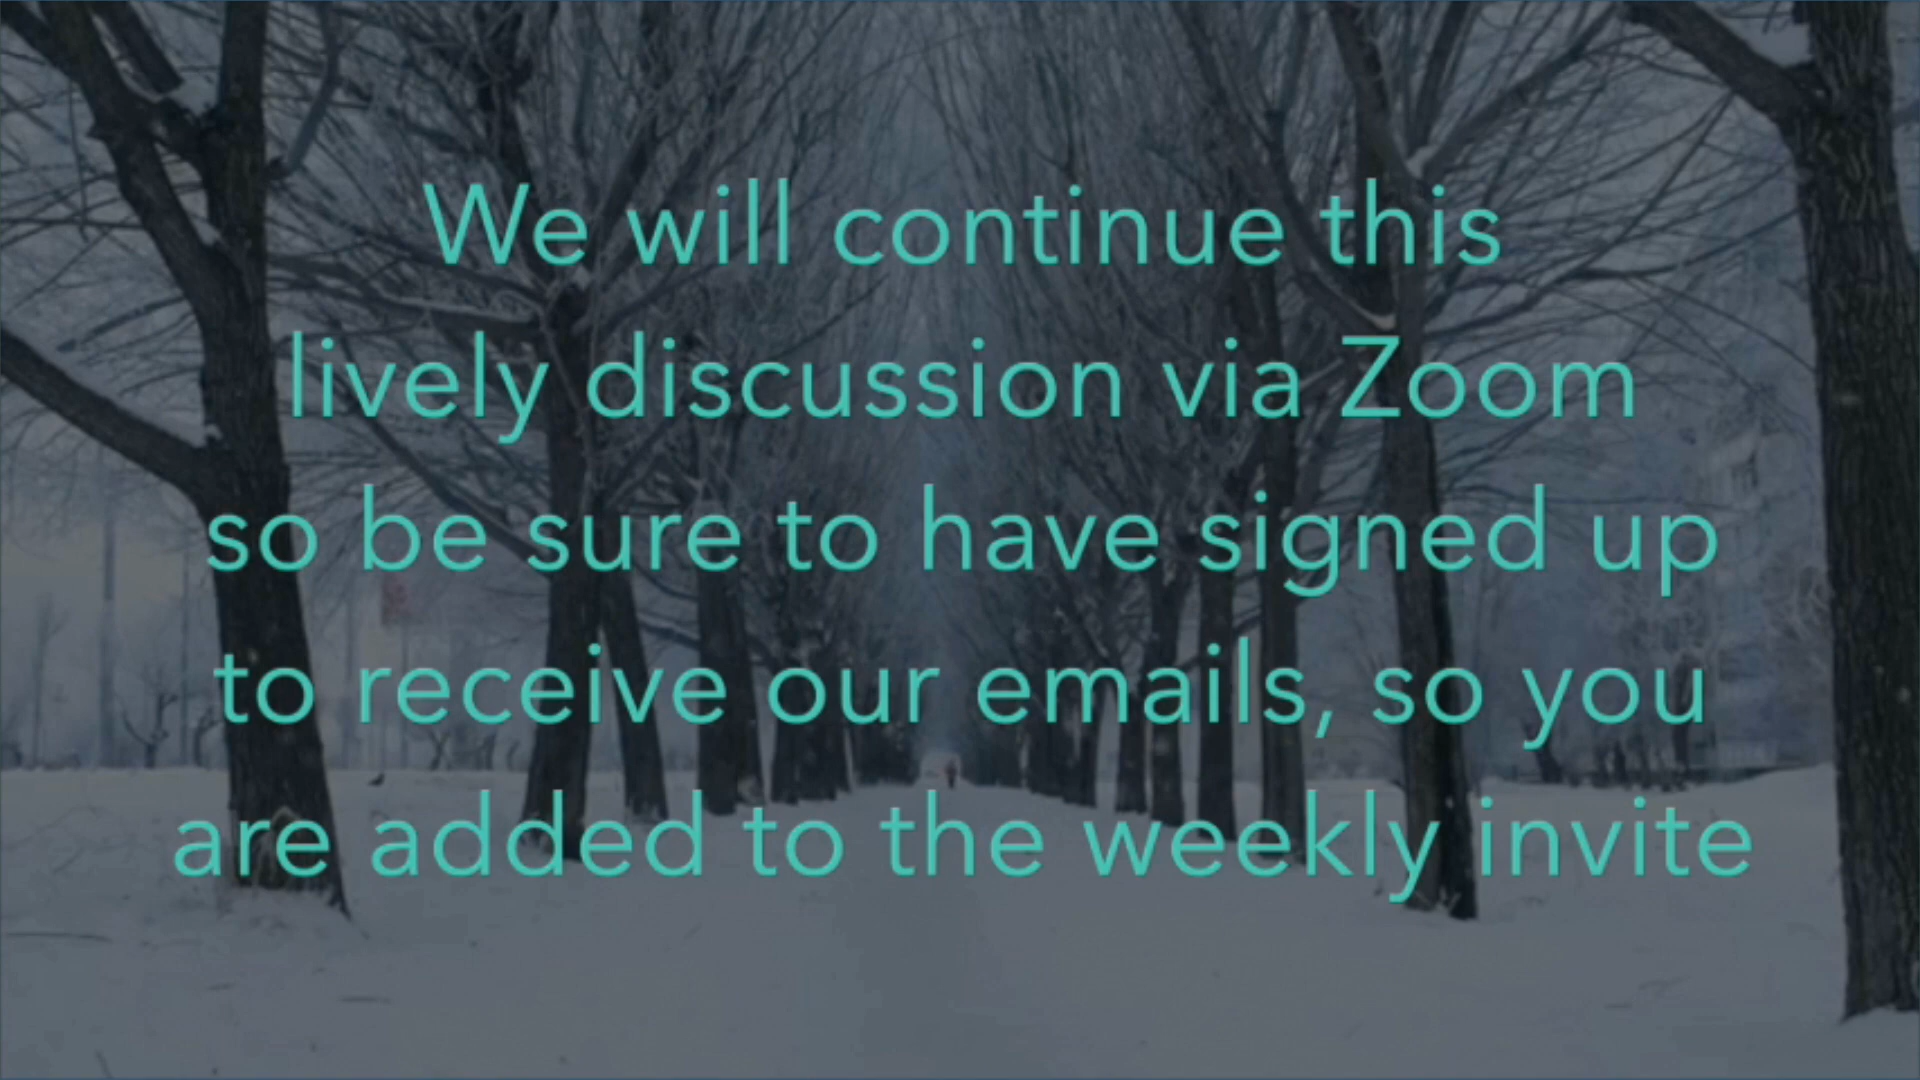 We will continue this
lively discussion via Zoom
so be sure to have signed up
to receive our emails, so you
are added to the weekly invite